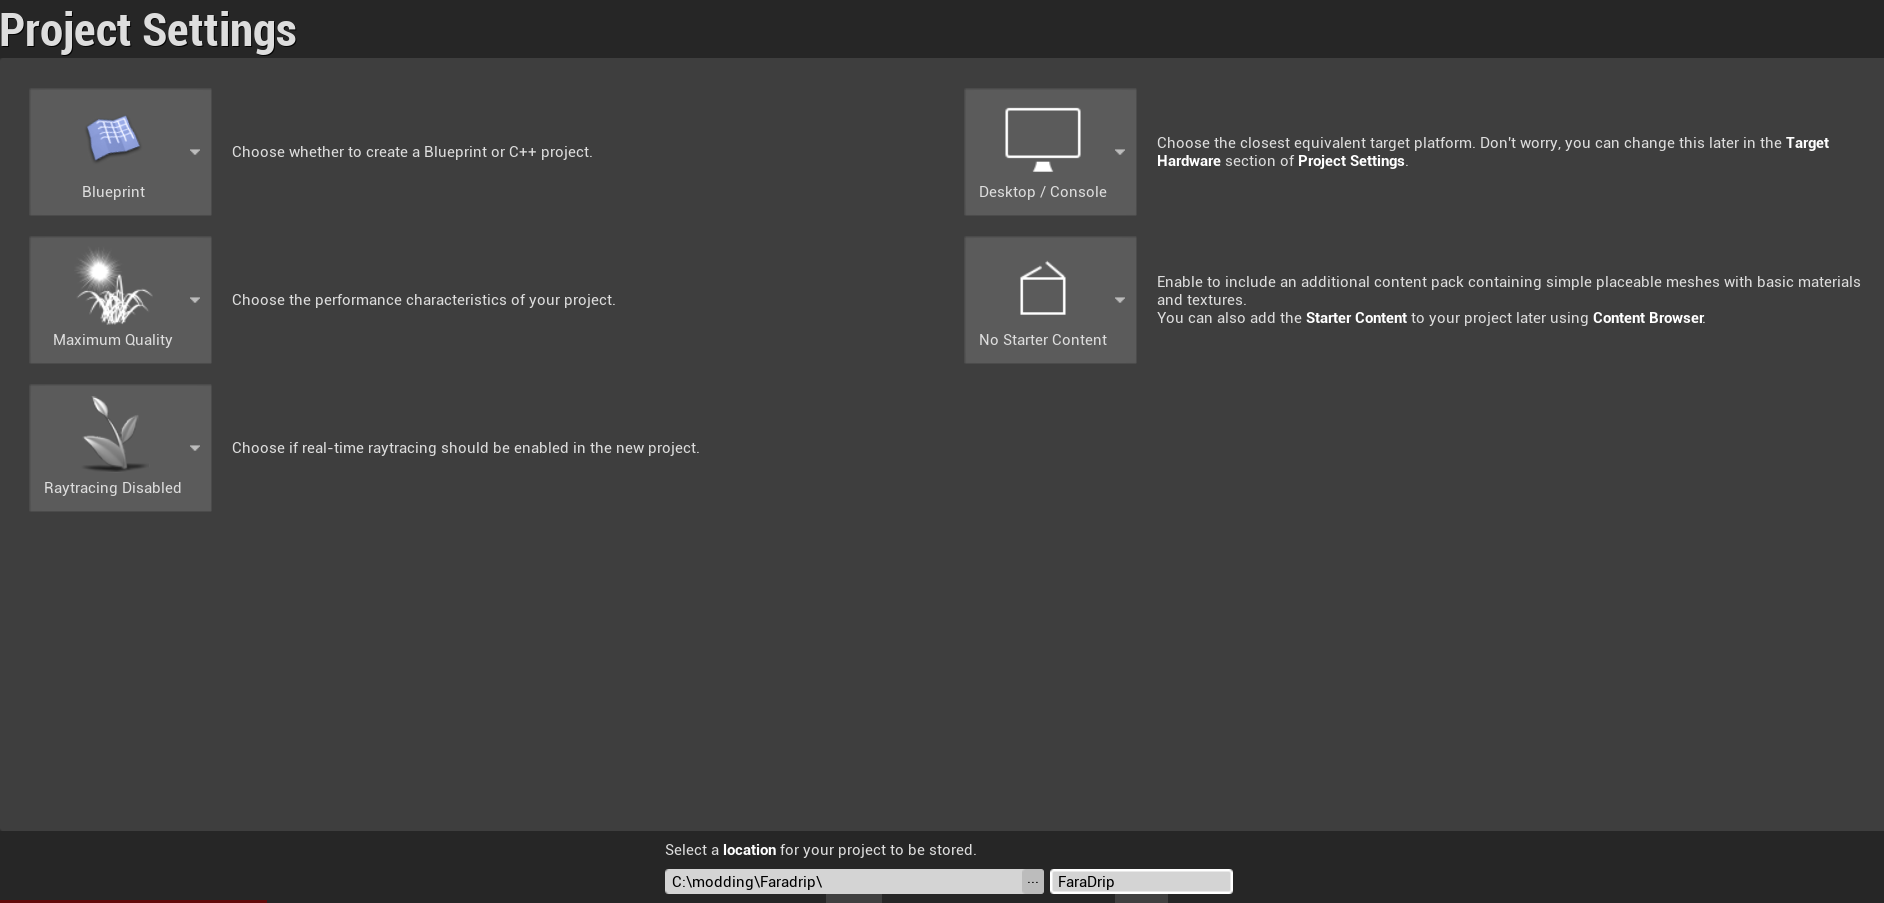 Project Settings
Blueprint
Choose whether to create a Blueprint or C++ project.
Desktop / Console
Choose the closest equivalent target platform. Don't worry, you can change this later in the Target
Hardware section of Project Settings.
Maximum Quality
Choose the performance characteristics of your project.
No Starter Content
Enable to include an additional content pack containing simple placeable meshes with basic materials
and textures.
You can also add the Starter Content to your project later using Content Browser.
Raytracing Disabled
Choose if real-time raytracing should be enabled in the new project.
Select a location for your project to be stored.
C:\modding\Faradrip\ ... FaraDrip